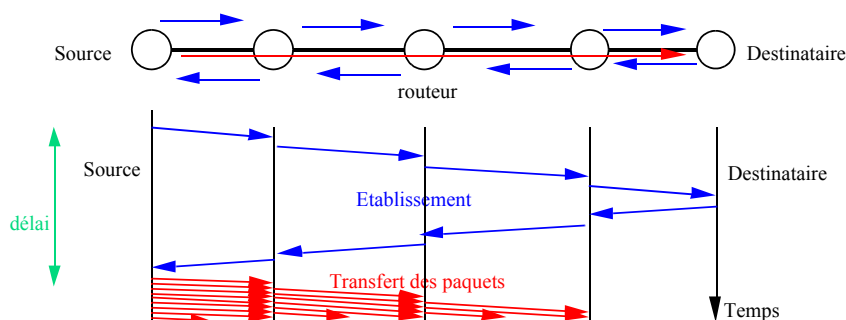 Source
Destinataire
routeur
Source
Destinataire
Etablissement
délai
Transfert des paquets
Temps